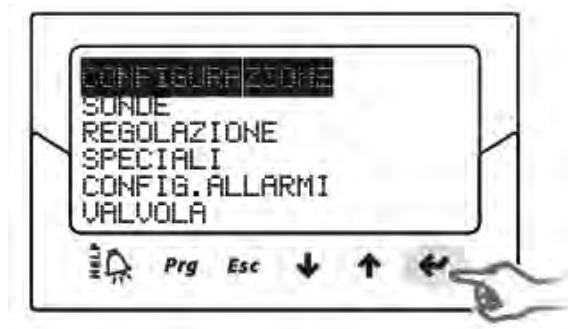 CONFIGURAZIONE
SONDE
REGOLAZIONE
SPECIALI
CONFIG.ALLARMI
VALVOLA
HELP Prg Esc